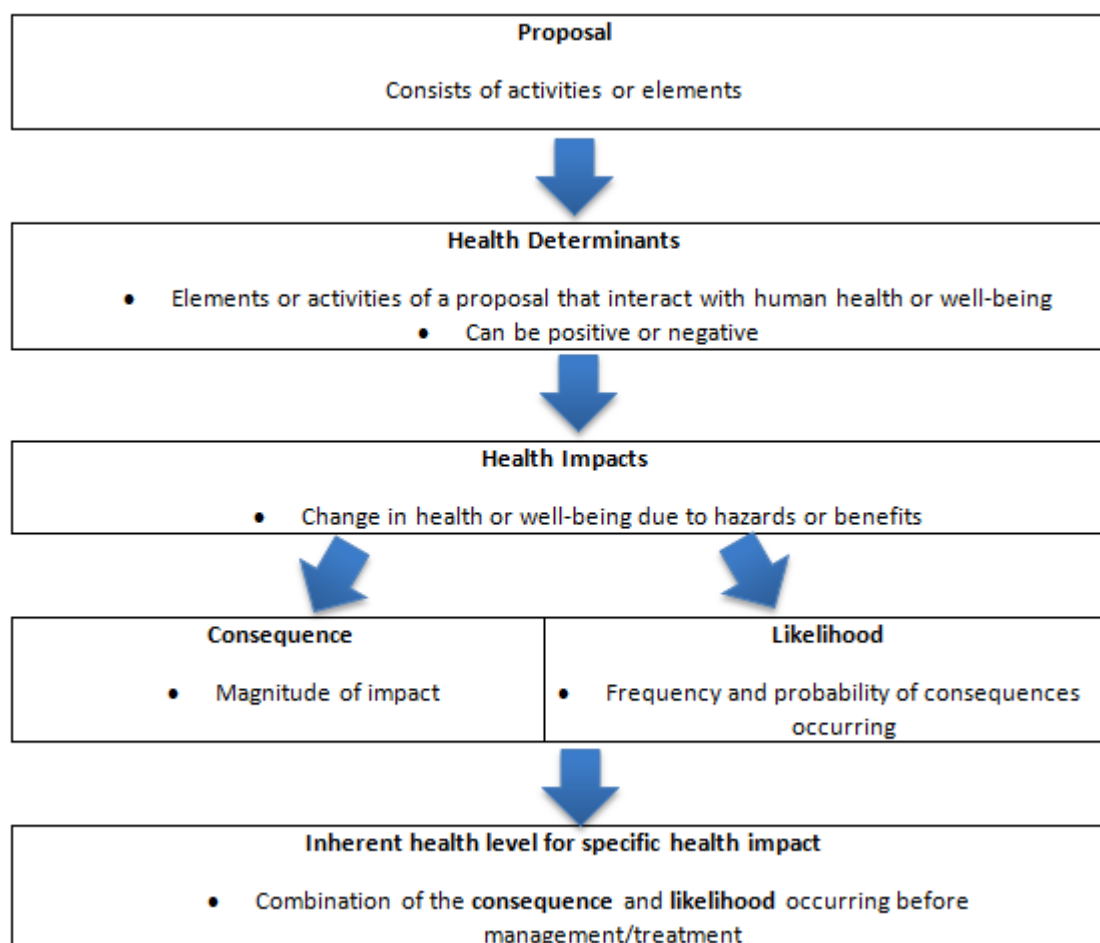 Proposal
Consists of activities or elements
Health Determinants
• Elements or activities of a proposal that interact with human health or well-being
• Can be positive or negative
Health Impacts
• Change in health or well-being due to hazards or benefits
Consequence
• Magnitude of impact
Likelihood
• Frequency and probability of consequences
occurring
Inherent health level for specific health impact
• Combination of the consequence and likelihood occurring before
management/treatment